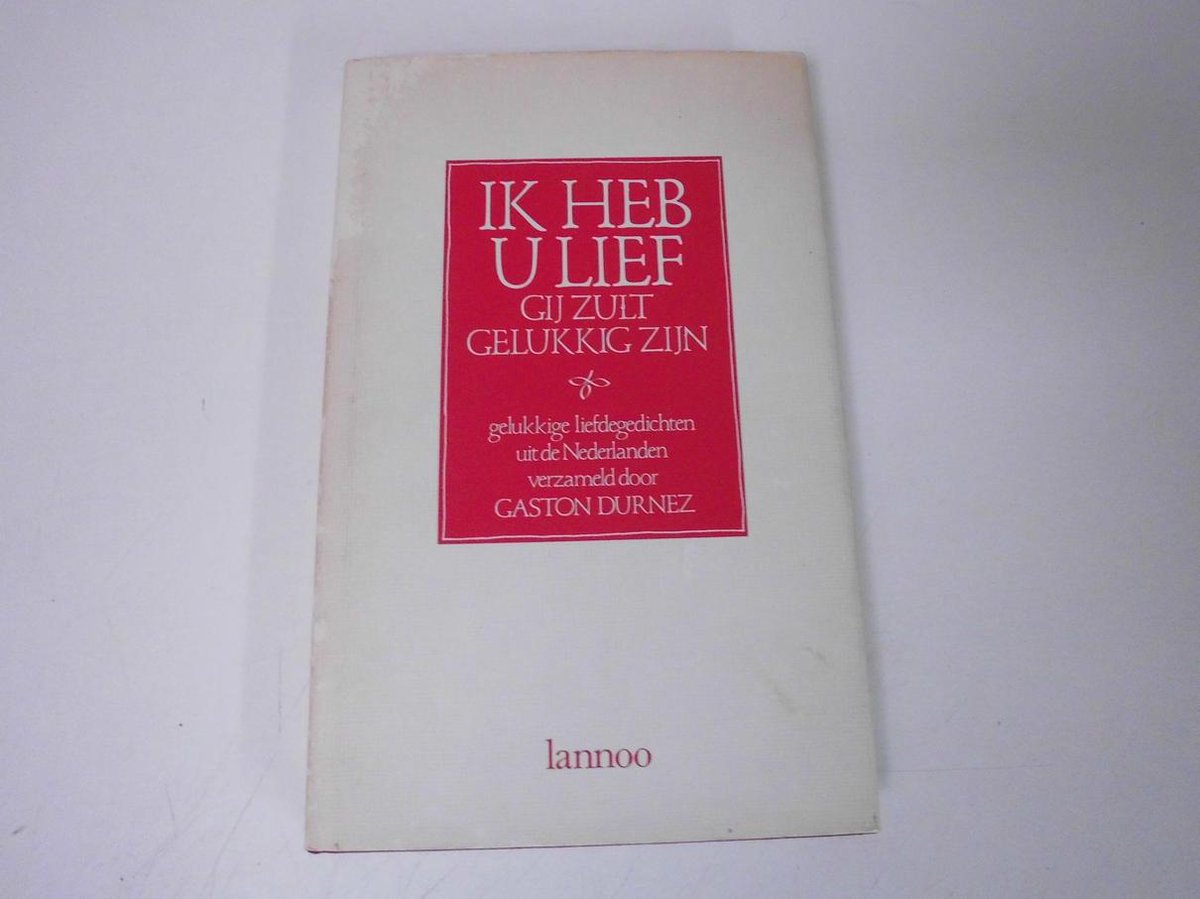 IK HEB
U LIEF
GIJ ZULT
GELUKKIG ZIJN
gelukkige liefdegedichten
uit de Nederlanden
verzameld door
GASTON DURNEZ
lannoo